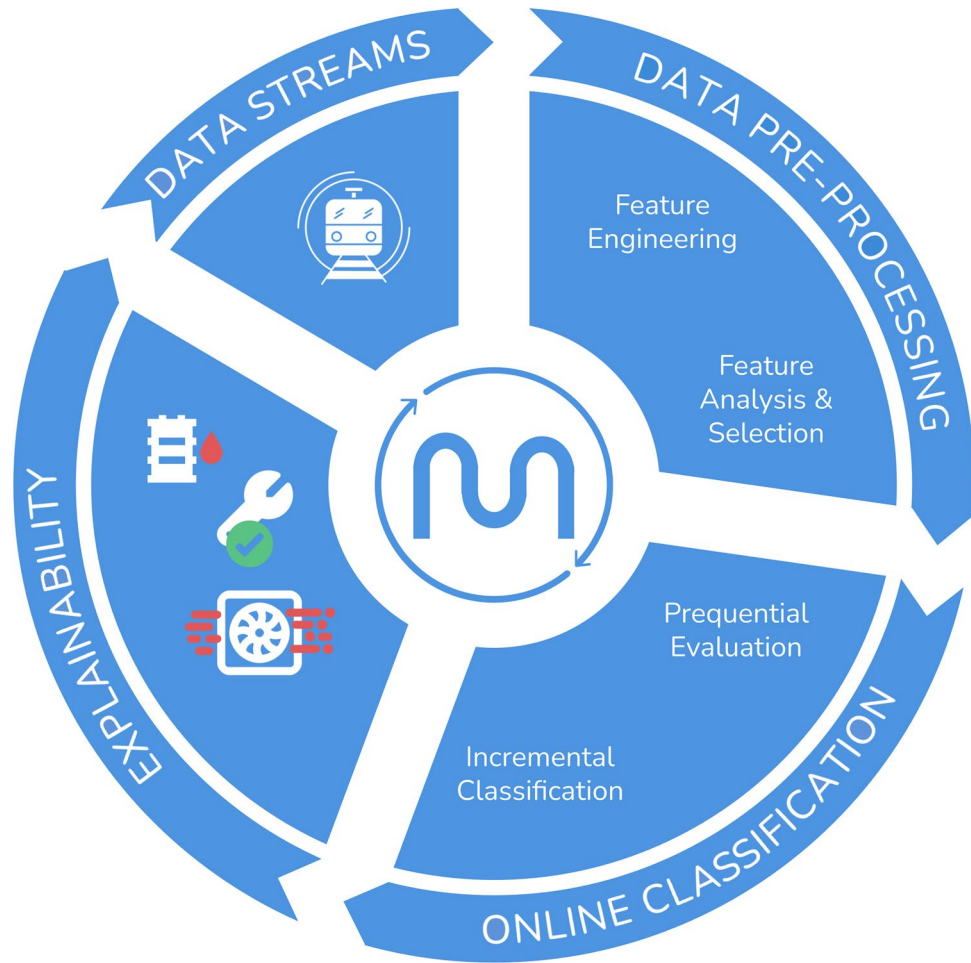 DATA STREAMS
DATA PRE-PROCESSING
Feature
Engineering
Feature
Analysis &
Selection
Prequential
Evaluation
Incremental
Classification
ONLINE CLASSIFICATION
EXPLAINABILITY